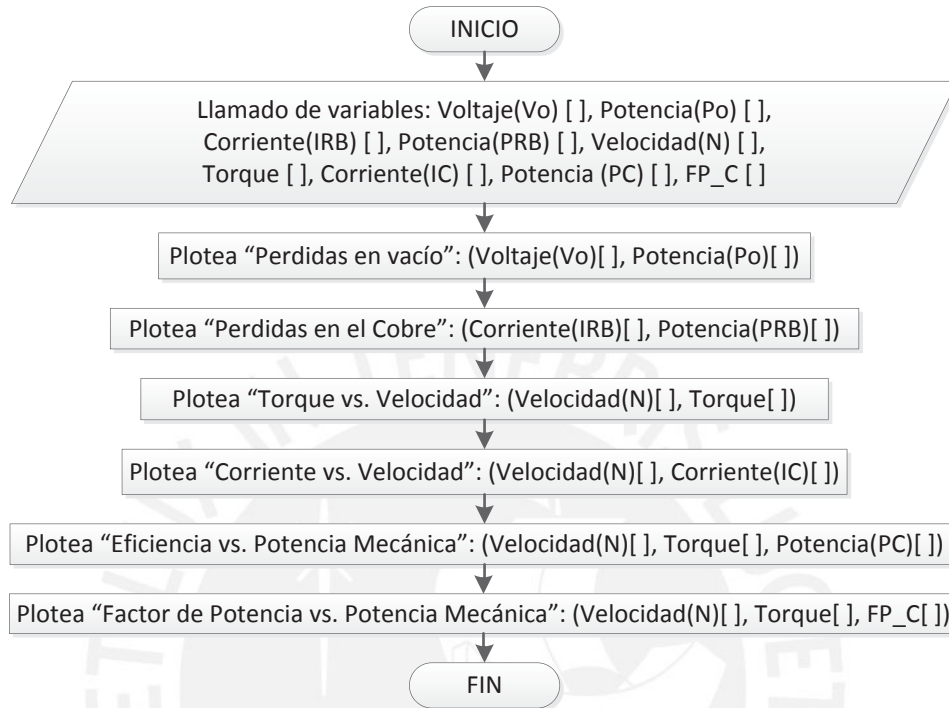 INICIO
Llamado de variables: Voltaje(Vo) [ ], Potencia(Po) [ ],
Corriente(IRB) [ ], Potencia(PRB) [ ], Velocidad(N) [ ],
Torque [ ], Corriente(IC) [ ], Potencia (PC) [ ], FP_C [ ]
Plotea “Perdidas en vacío”: (Voltaje(Vo)[ ], Potencia(Po)[ ])
Plotea “Perdidas en el Cobre”: (Corriente(IRB)[ ], Potencia(PRB)[ ])
Plotea “Torque vs. Velocidad”: (Velocidad(N)[ ], Torque[ ])
Plotea “Corriente vs. Velocidad”: (Velocidad(N)[ ], Corriente(IC)[ ])
Plotea “Eficiencia vs. Potencia Mecánica”: (Velocidad(N)[ ], Torque[ ], Potencia(PC)[ ])
Plotea “Factor de Potencia vs. Potencia Mecánica”: (Velocidad(N)[ ], Torque[ ], FP_C[ ])
FIN